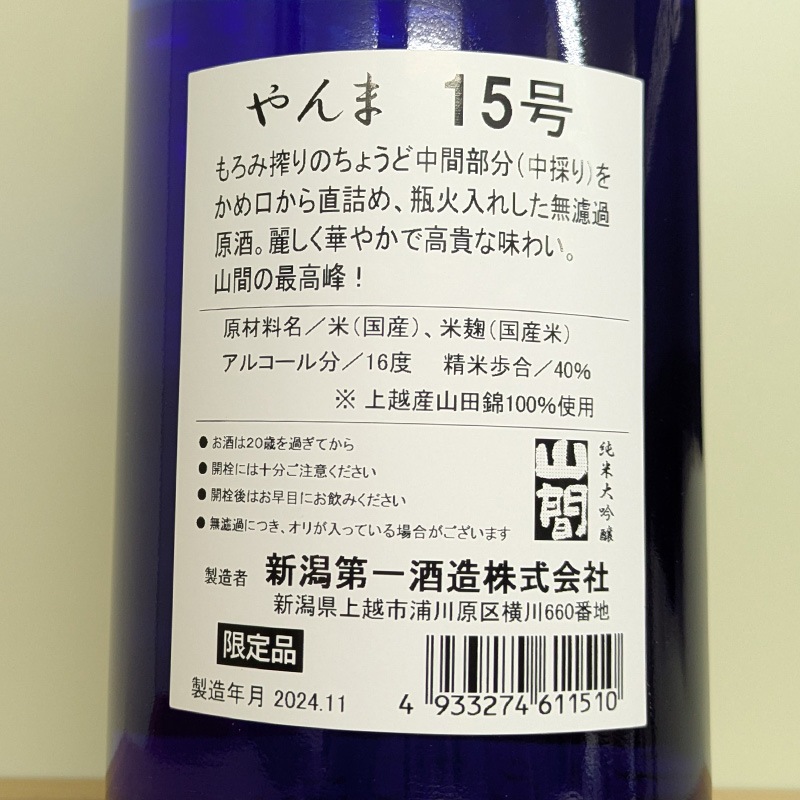 やんま 15号
もろみ搾りのちょうど中間部分(中採り)を
かめ口から直詰め、瓶火入れした無濾過
原酒。麗しく華やかで高貴な味わい。
山間の最高峰!
原材料名/米(国産)、米麹(国産米)
アルコール分/16度 精米歩合/40%
※ 上越産山田錦100%使用
● お酒は20歳を過ぎてから
● 開栓には十分ご注意ください
● 開栓後はお早目にお飲みください
● 無濾過につき、オリが入っている場合がございます
純米大吟醸
山間
製造者 新潟第一酒造株式会社
新潟県上越市浦川原区横川660番地
限定品
製造年月 2024.11
4 933274 611510